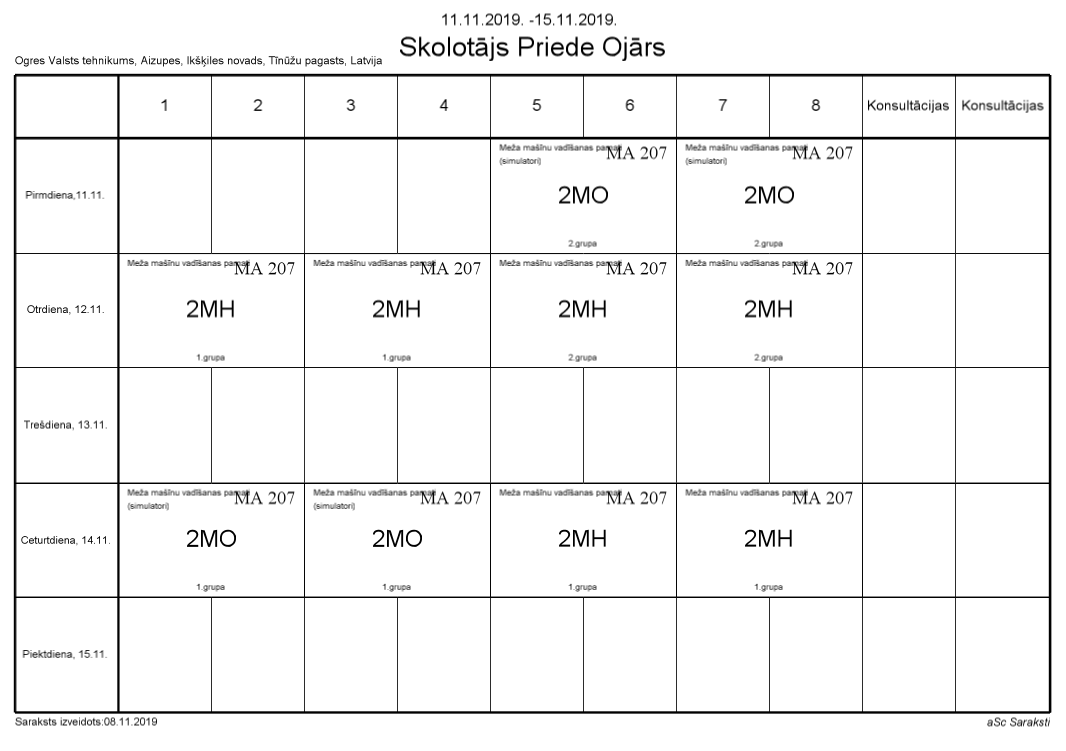 11.11.2019. -15.11.2019.
Skolotājs Priede Ojārs
Ogres Valsts tehnikums, Aizupes, Ikšķiles novads, Tīnūžu pagasts, Latvija
1 2 3 4 5 6 7 8 Konsultācijas Konsultācijas
Pirmdiena,11.11.
Meža mašīnu vadīšanas pamati MA 207 Meža mašīnu vadīšanas pamati MA 207
(simulatori) (simulatori)
2MO 2MO
2.grupa 2.grupa
Otrdiena, 12.11.
Meža mašīnu vadīšanas pamati MA 207 Meža mašīnu vadīšanas pamati MA 207 Meža mašīnu vadīšanas pamati MA 207 Meža mašīnu vadīšanas pamati MA 207
2MH 2MH 2MH 2MH
1.grupa 1.grupa 2.grupa 2.grupa
Trešdiena, 13.11.
Ceturtdiena, 14.11.
Meža mašīnu vadīšanas pamati MA 207 Meža mašīnu vadīšanas pamati MA 207 Meža mašīnu vadīšanas pamati MA 207 Meža mašīnu vadīšanas pamati MA 207
(simulatori) (simulatori)
2MO 2MO 2MH 2MH
1.grupa 1.grupa 1.grupa 1.grupa
Piektdiena, 15.11.
Saraksts izveidots:08.11.2019 aSc Saraksti